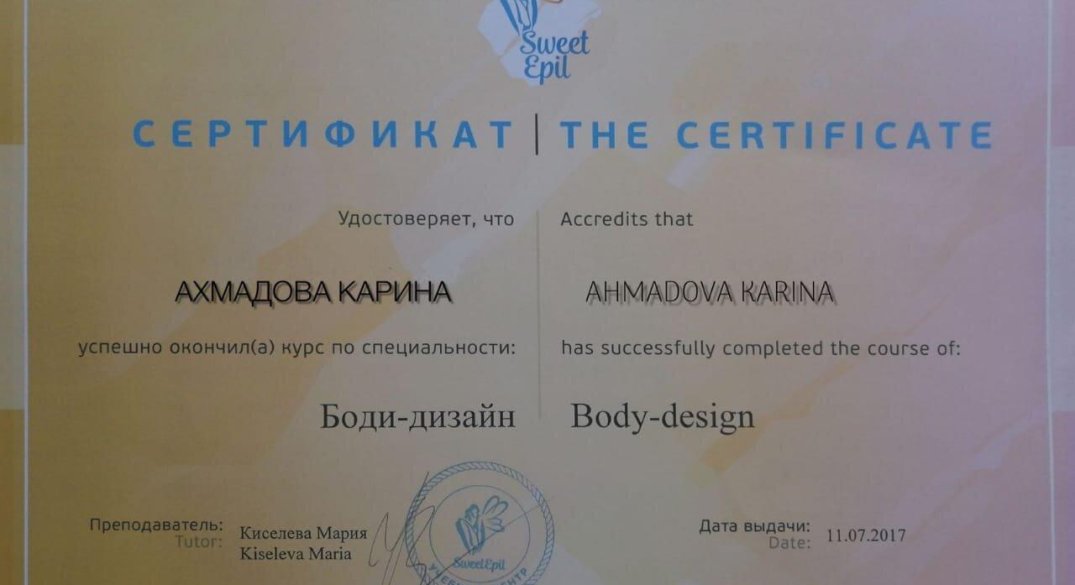 Sweet
Epil
СЕРТИФИКАТ | THE CERTIFICATE
Удостоверяет, что
Accredits that
АХМАДОВА КАРИНА
AHMADOVA KARINA
успешно окончил(а) курс по специальности:
has successfully completed the course of:
Боди-дизайн
Body-design
Преподаватель:
Tutor:
Киселева Мария
Kiseleva Maria
SweetEpil
Дата выдачи:
Date:
11.07.2017